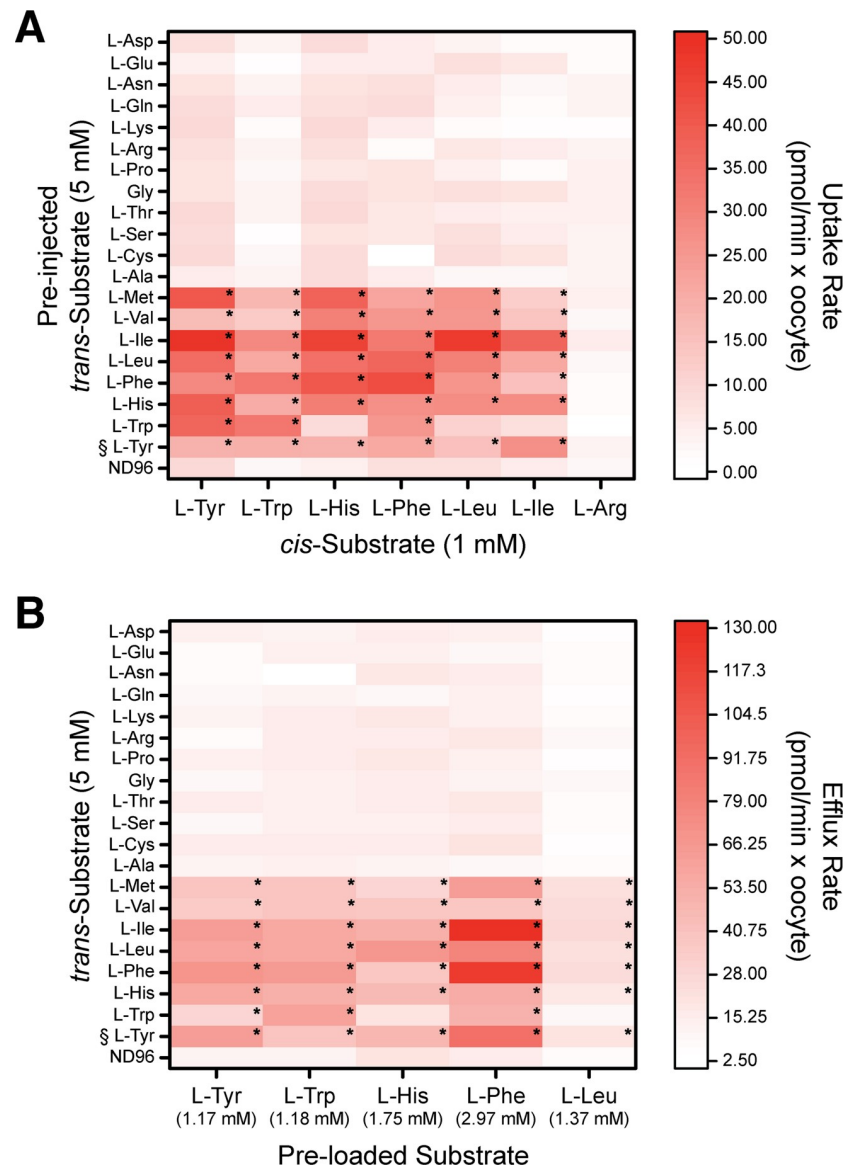 A
L-Asp
L-Glu
L-Asn
L-Gln
L-Lys
L-Arg
L-Pro
Gly
L-Thr
L-Ser
L-Cys
L-Ala
L-Met
L-Val
L-Ile
L-Leu
L-Phe
L-His
L-Trp
§ L-Tyr
ND96
Pre-injected
trans-Substrate (5 mM)
* * * * * *
* * * * * *
* * * * * *
* * * * * *
* * * * * *
* * * * * *
* * *
* * * * * *
L-Tyr L-Trp L-His L-Phe L-Leu L-Ile L-Arg
cis-Substrate (1 mM)
50.00
45.00
40.00
35.00
30.00
25.00
20.00
15.00
10.00
5.00
0.00
Uptake Rate
(pmol/min x oocyte)
B
L-Asp
L-Glu
L-Asn
L-Gln
L-Lys
L-Arg
L-Pro
Gly
L-Thr
L-Ser
L-Cys
L-Ala
L-Met
L-Val
L-Ile
L-Leu
L-Phe
L-His
L-Trp
§ L-Tyr
ND96
trans-Substrate (5 mM)
* * * * *
* * * * *
* * * * *
* * * * *
* * * * *
* * * * *
* * *
* * * * *
L-Tyr L-Trp L-His L-Phe L-Leu
(1.17 mM) (1.18 mM) (1.75 mM) (2.97 mM) (1.37 mM)
Pre-loaded Substrate
130.00
117.3
104.5
91.75
79.00
66.25
53.50
40.75
28.00
15.25
2.50
Efflux Rate
(pmol/min x oocyte)